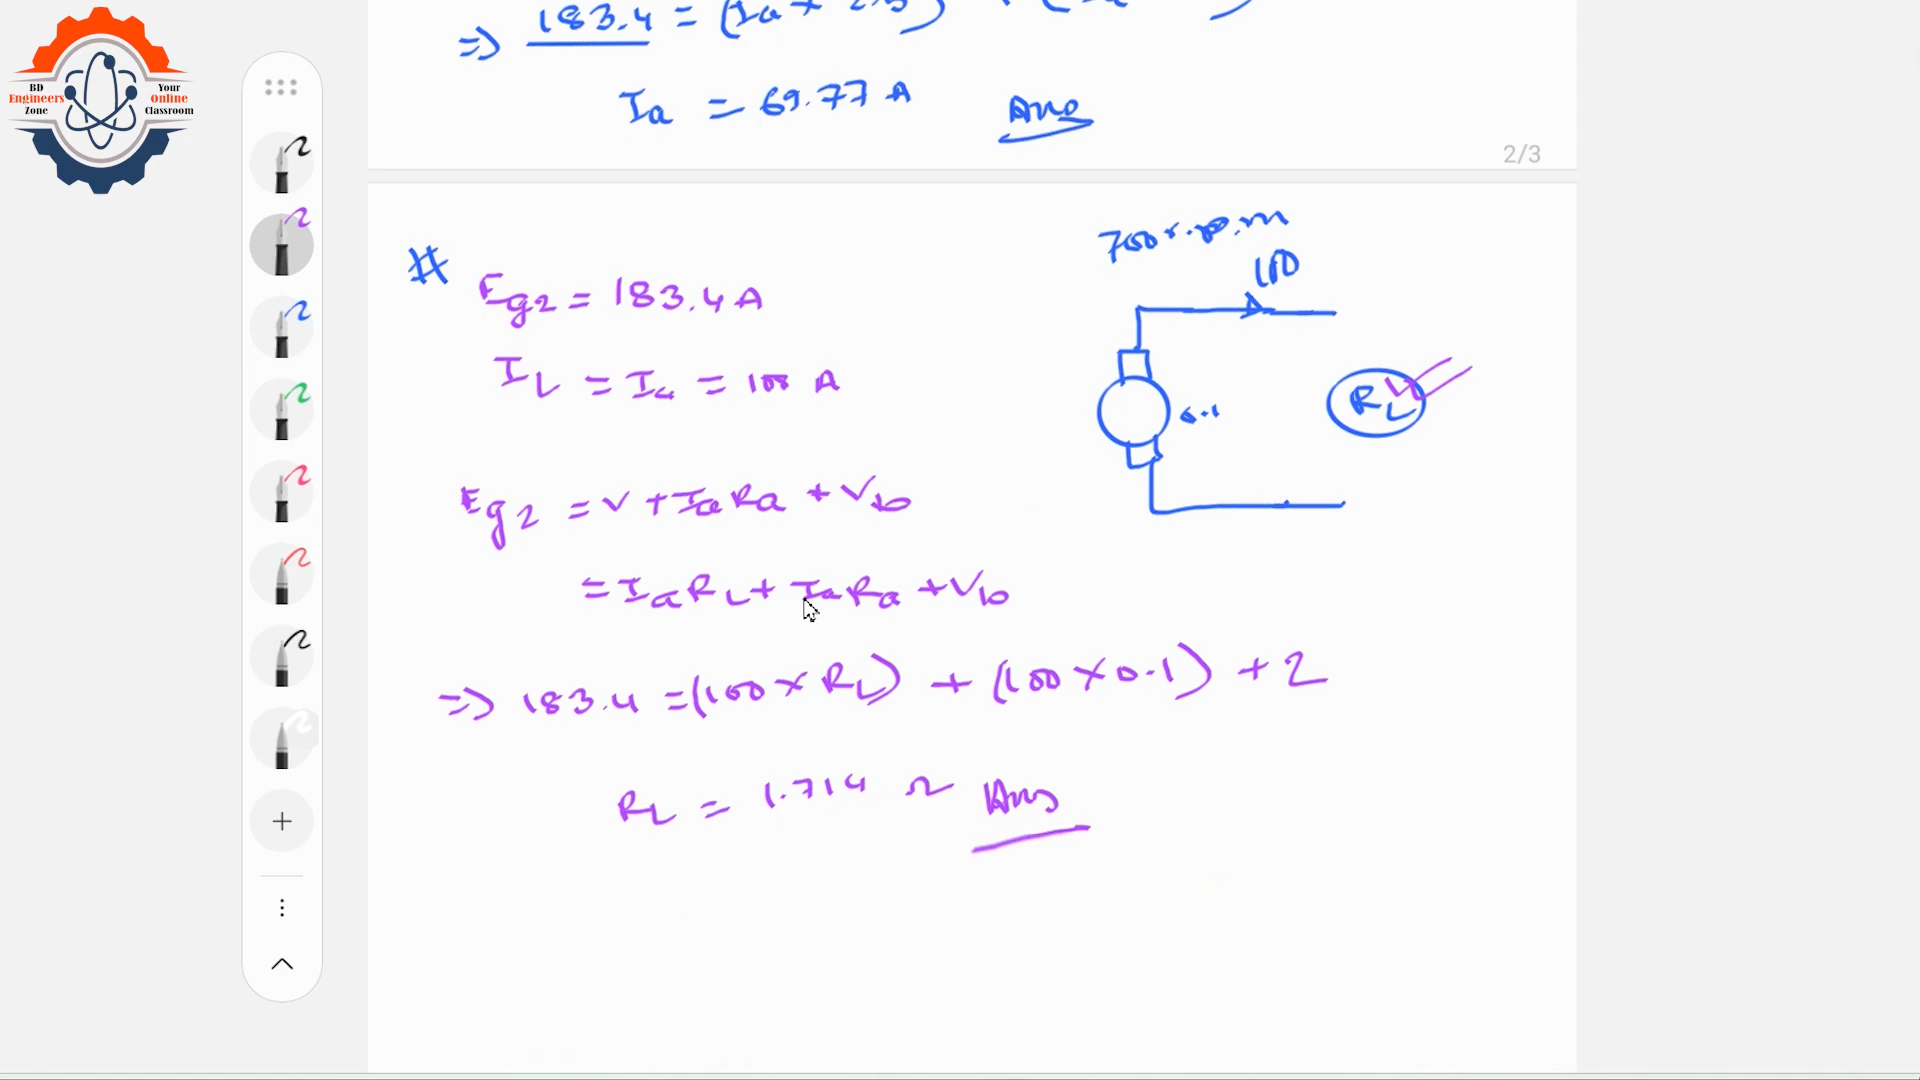 BD
Engineers
Zone
Your
Online
Classroom
=> 183.4 = (Ia x
Ia = 69.77 A Ans
2/3
#
Eg2 = 183.4 A
IL = Ia = 100 A
700 r.p.m
100
0.1
RL
Eg2 = V + IaRa + Vb
= IaRL + IaRa + Vb
=> 183.4 = (100 x RL) + (100 x 0.1) + 2
RL = 1.714 Ω Ans